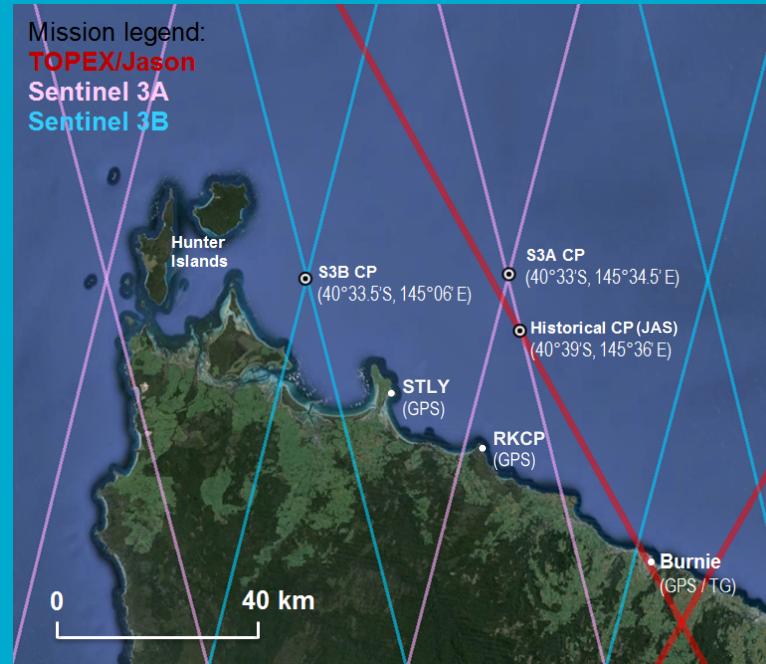 Mission legend:
TOPEX/Jason
Sentinel 3A
Sentinel 3B
Hunter
Islands
S3B CP
(40°33.5'S, 145°06' E)
S3A CP
(40°33'S, 145°34.5' E)
Historical CP (JAS)
(40°39'S, 145°36' E)
STLY
(GPS)
RKCP
(GPS)
Burnie
(GPS / TG)
0 40 km